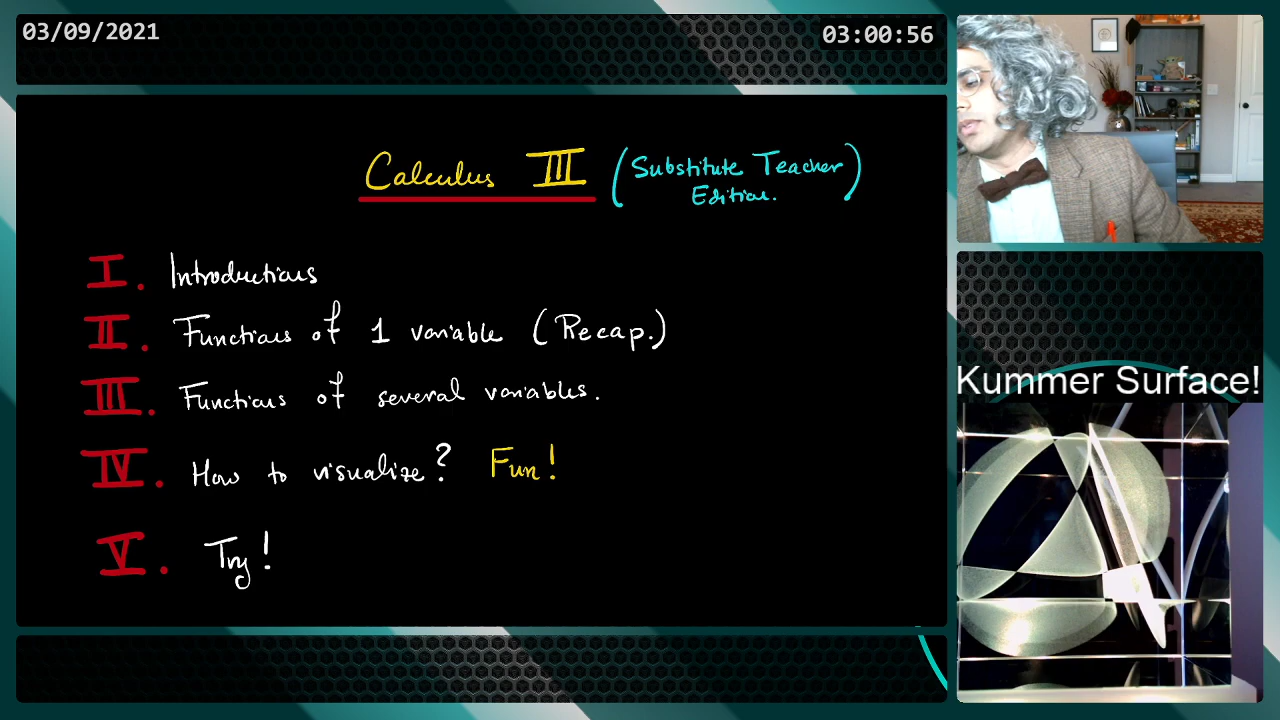 03/09/2021
03:00:56
Calculus III (Substitute Teacher
Edition.)
I. Introductions
II. Functions of 1 variable (Recap.)
III. Functions of several variables.
IV. How to visualize? Fun!
V. Try!
Kummer Surface!